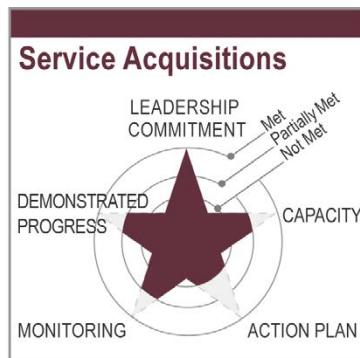 Service Acquisitions
LEADERSHIP
COMMITMENT
Met
Partially Met
Not Met
DEMONSTRATED
PROGRESS
CAPACITY
MONITORING
ACTION PLAN